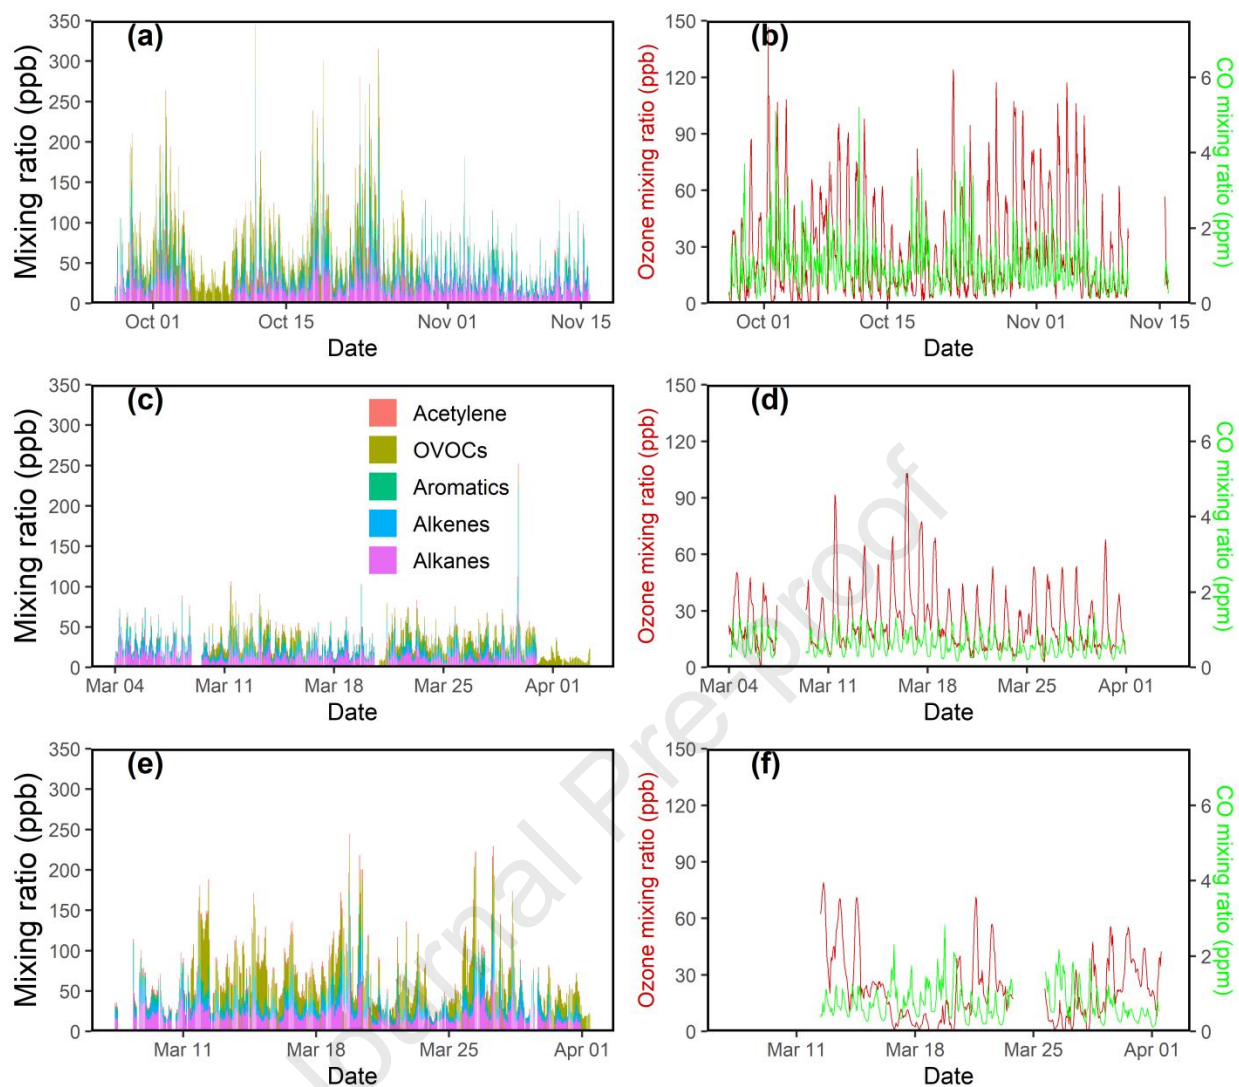 (a)
350
300
250
200
150
100
50
0
Mixing ratio (ppb)
Oct 01
Oct 15
Nov 01
Nov 15
Date
(b)
150
120
90
60
30
0
Ozone mixing ratio (ppb)
6
4
2
0
CO mixing ratio (ppm)
Oct 01
Oct 15
Nov 01
Nov 15
Date
(c)
350
300
250
200
150
100
50
0
Mixing ratio (ppb)
Acetylene
OVOCs
Aromatics
Alkenes
Alkanes
Mar 04
Mar 11
Mar 18
Mar 25
Apr 01
Date
(d)
150
120
90
60
30
0
Ozone mixing ratio (ppb)
6
4
2
0
CO mixing ratio (ppm)
Mar 04
Mar 11
Mar 18
Mar 25
Apr 01
Date
(e)
350
300
250
200
150
100
50
0
Mixing ratio (ppb)
Mar 11
Mar 18
Mar 25
Apr 01
Date
(f)
150
120
90
60
30
0
Ozone mixing ratio (ppb)
6
4
2
0
CO mixing ratio (ppm)
Mar 11
Mar 18
Mar 25
Apr 01
Date
Journal Pre-proof